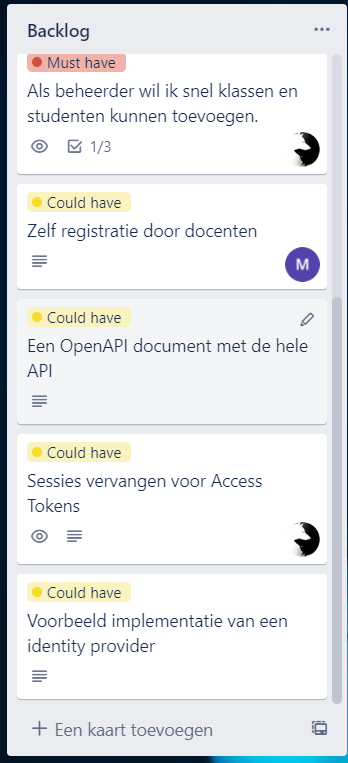 Backlog
Must have
Als beheerder wil ik snel klassen en
studenten kunnen toevoegen.
1/3
Could have
Zelf registratie door docenten
M
Could have
Een OpenAPI document met de hele
API
Could have
Sessies vervangen voor Access
Tokens
Could have
Voorbeeld implementatie van een
identity provider
+ Een kaart toevoegen